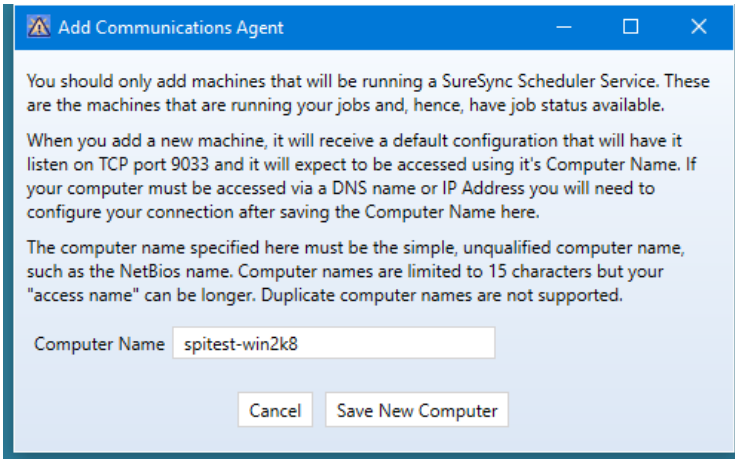 Add Communications Agent
You should only add machines that will be running a SureSync Scheduler Service. These
are the machines that are running your jobs and, hence, have job status available.
When you add a new machine, it will receive a default configuration that will have it
listen on TCP port 9033 and it will expect to be accessed using it's Computer Name. If
your computer must be accessed via a DNS name or IP Address you will need to
configure your connection after saving the Computer Name here.
The computer name specified here must be the simple, unqualified computer name,
such as the NetBios name. Computer names are limited to 15 characters but your
"access name" can be longer. Duplicate computer names are not supported.
Computer Name spitest-win2k8
Cancel Save New Computer